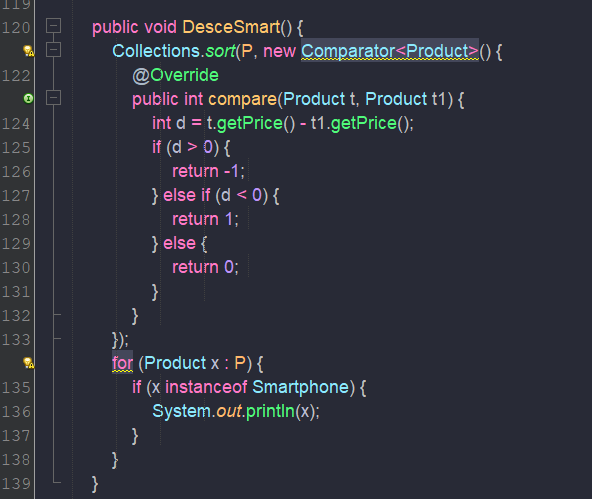 119
120 public void DesceSmart() {
Collections.sort(P, new Comparator<Product>() {
122 @Override
public int compare(Product t, Product t1) {
124 int d = t.getPrice() - t1.getPrice();
125 if (d > 0) {
126 return -1;
127 } else if (d < 0) {
128 return 1;
129 } else {
130 return 0;
131 }
132 }
133 });
for (Product x : P) {
135 if (x instanceof Smartphone) {
136 System.out.println(x);
137 }
138 }
139 }